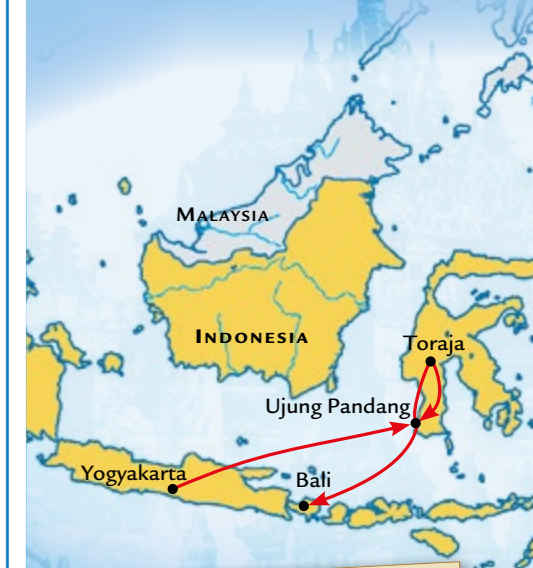 MALAYSIA
INDONESIA
Toraja
Ujung Pandang
Yogyakarta
Bali